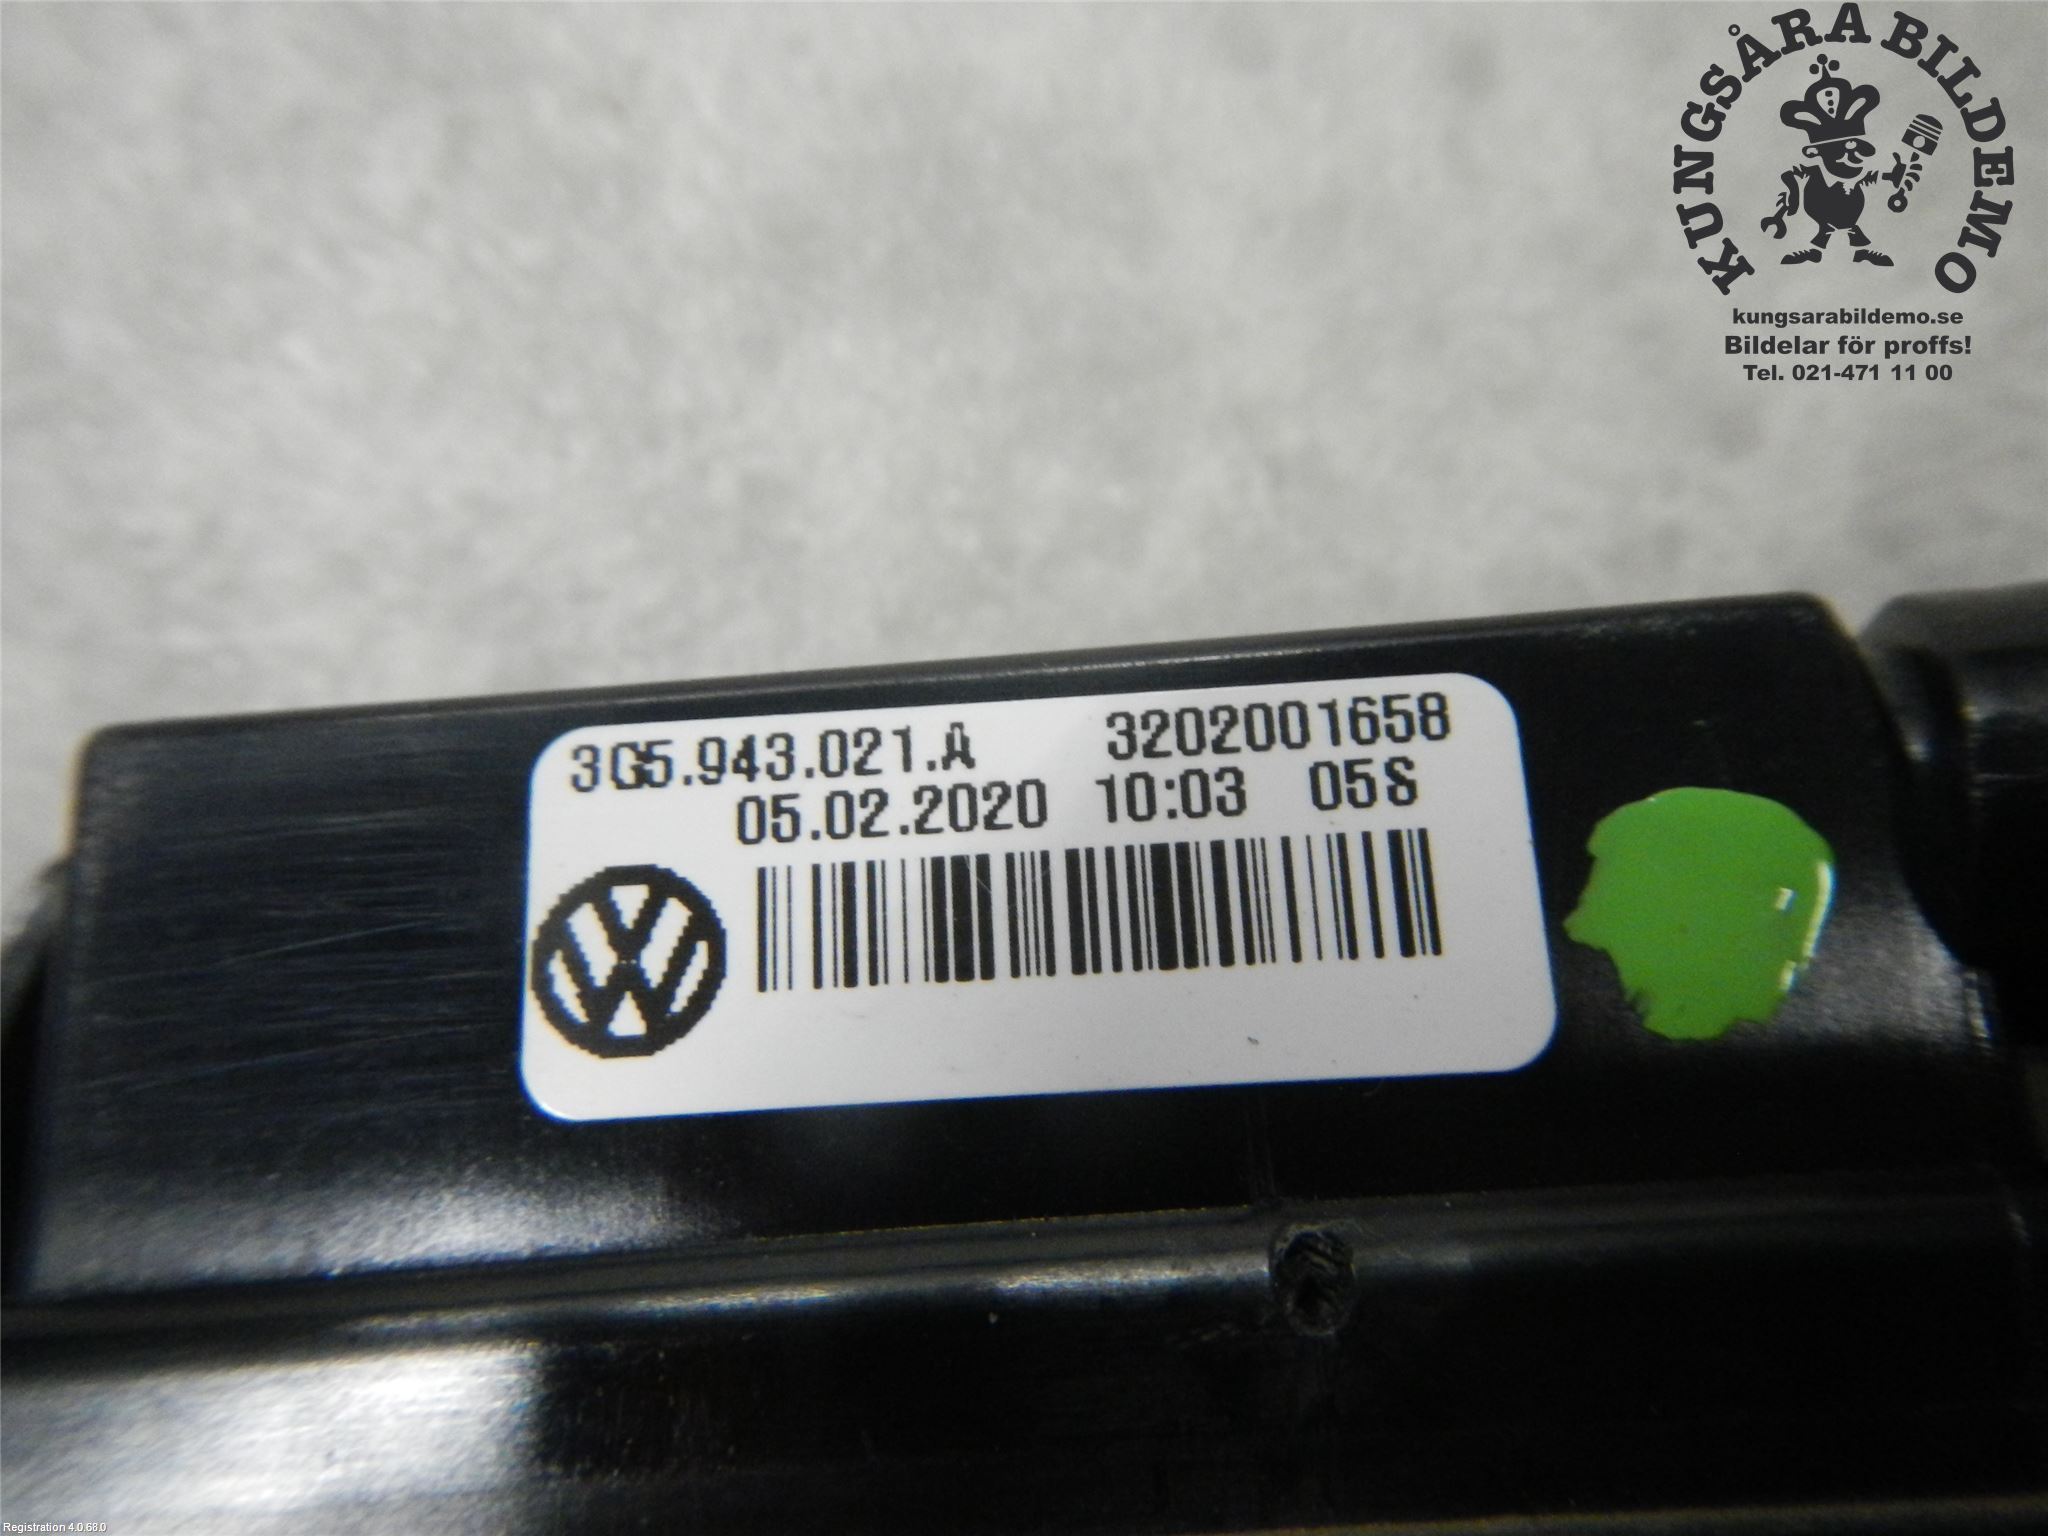 KUNGSÅRA BILDEMO
kungsarabildemo.se
Bildelar för proffs!
Tel. 021-471 11 00
3G5.943.021.A 3202001658
05.02.2020 10:03 05S
Registration 4.0.68.0